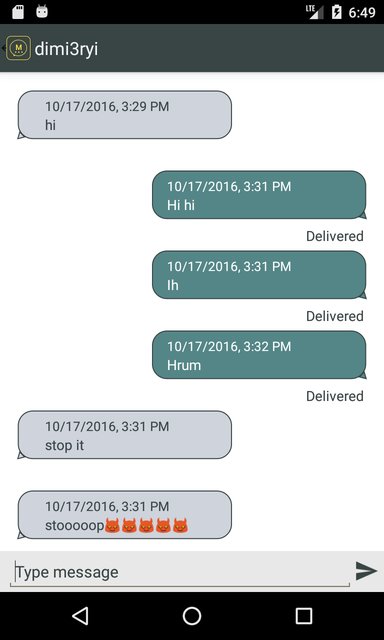 LTE 6:49
M dimi3ryi
10/17/2016, 3:29 PM
hi
10/17/2016, 3:31 PM
Hi hi
Delivered
10/17/2016, 3:31 PM
Ih
Delivered
10/17/2016, 3:32 PM
Hrum
Delivered
10/17/2016, 3:31 PM
stop it
10/17/2016, 3:31 PM
stooooop👹👹👹👹👹
Type message